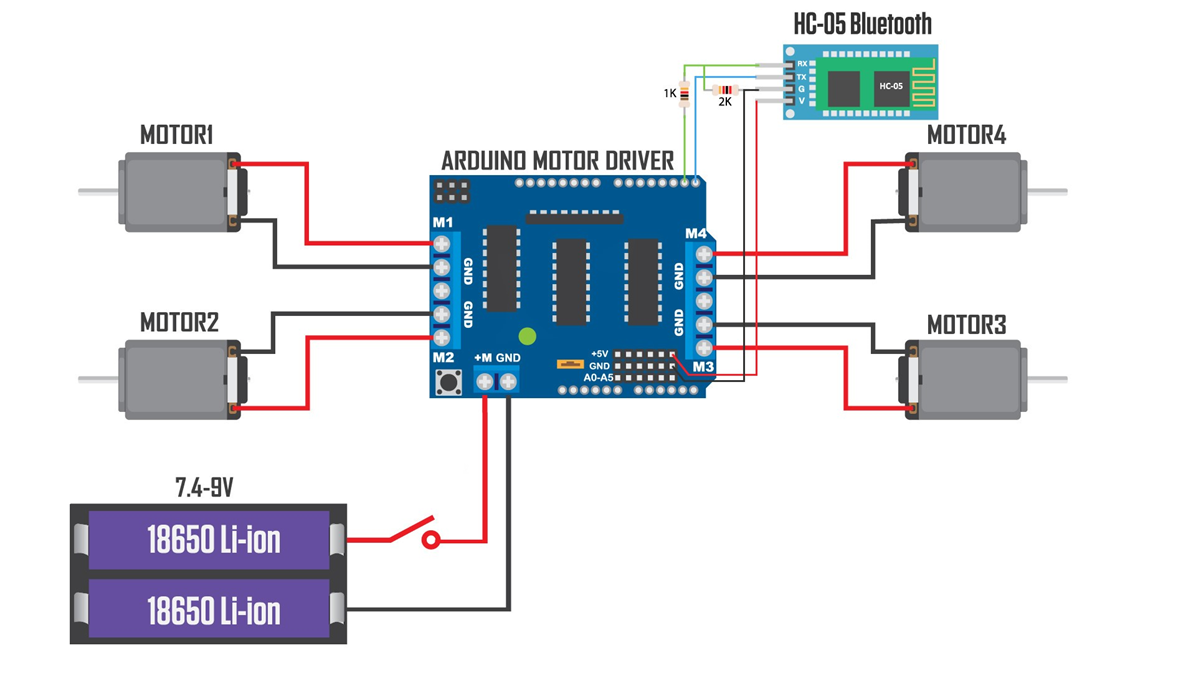 HC-05 Bluetooth
RX
TX
G
V
HC-05
1K
2K
MOTOR1
MOTOR4
ARDUINO MOTOR DRIVER
M1
M4
GND
GND
GND
GND
MOTOR2
MOTOR3
M2
+M GND
+5V
GND
A0-A5
M3
7.4-9V
18650 Li-ion
18650 Li-ion